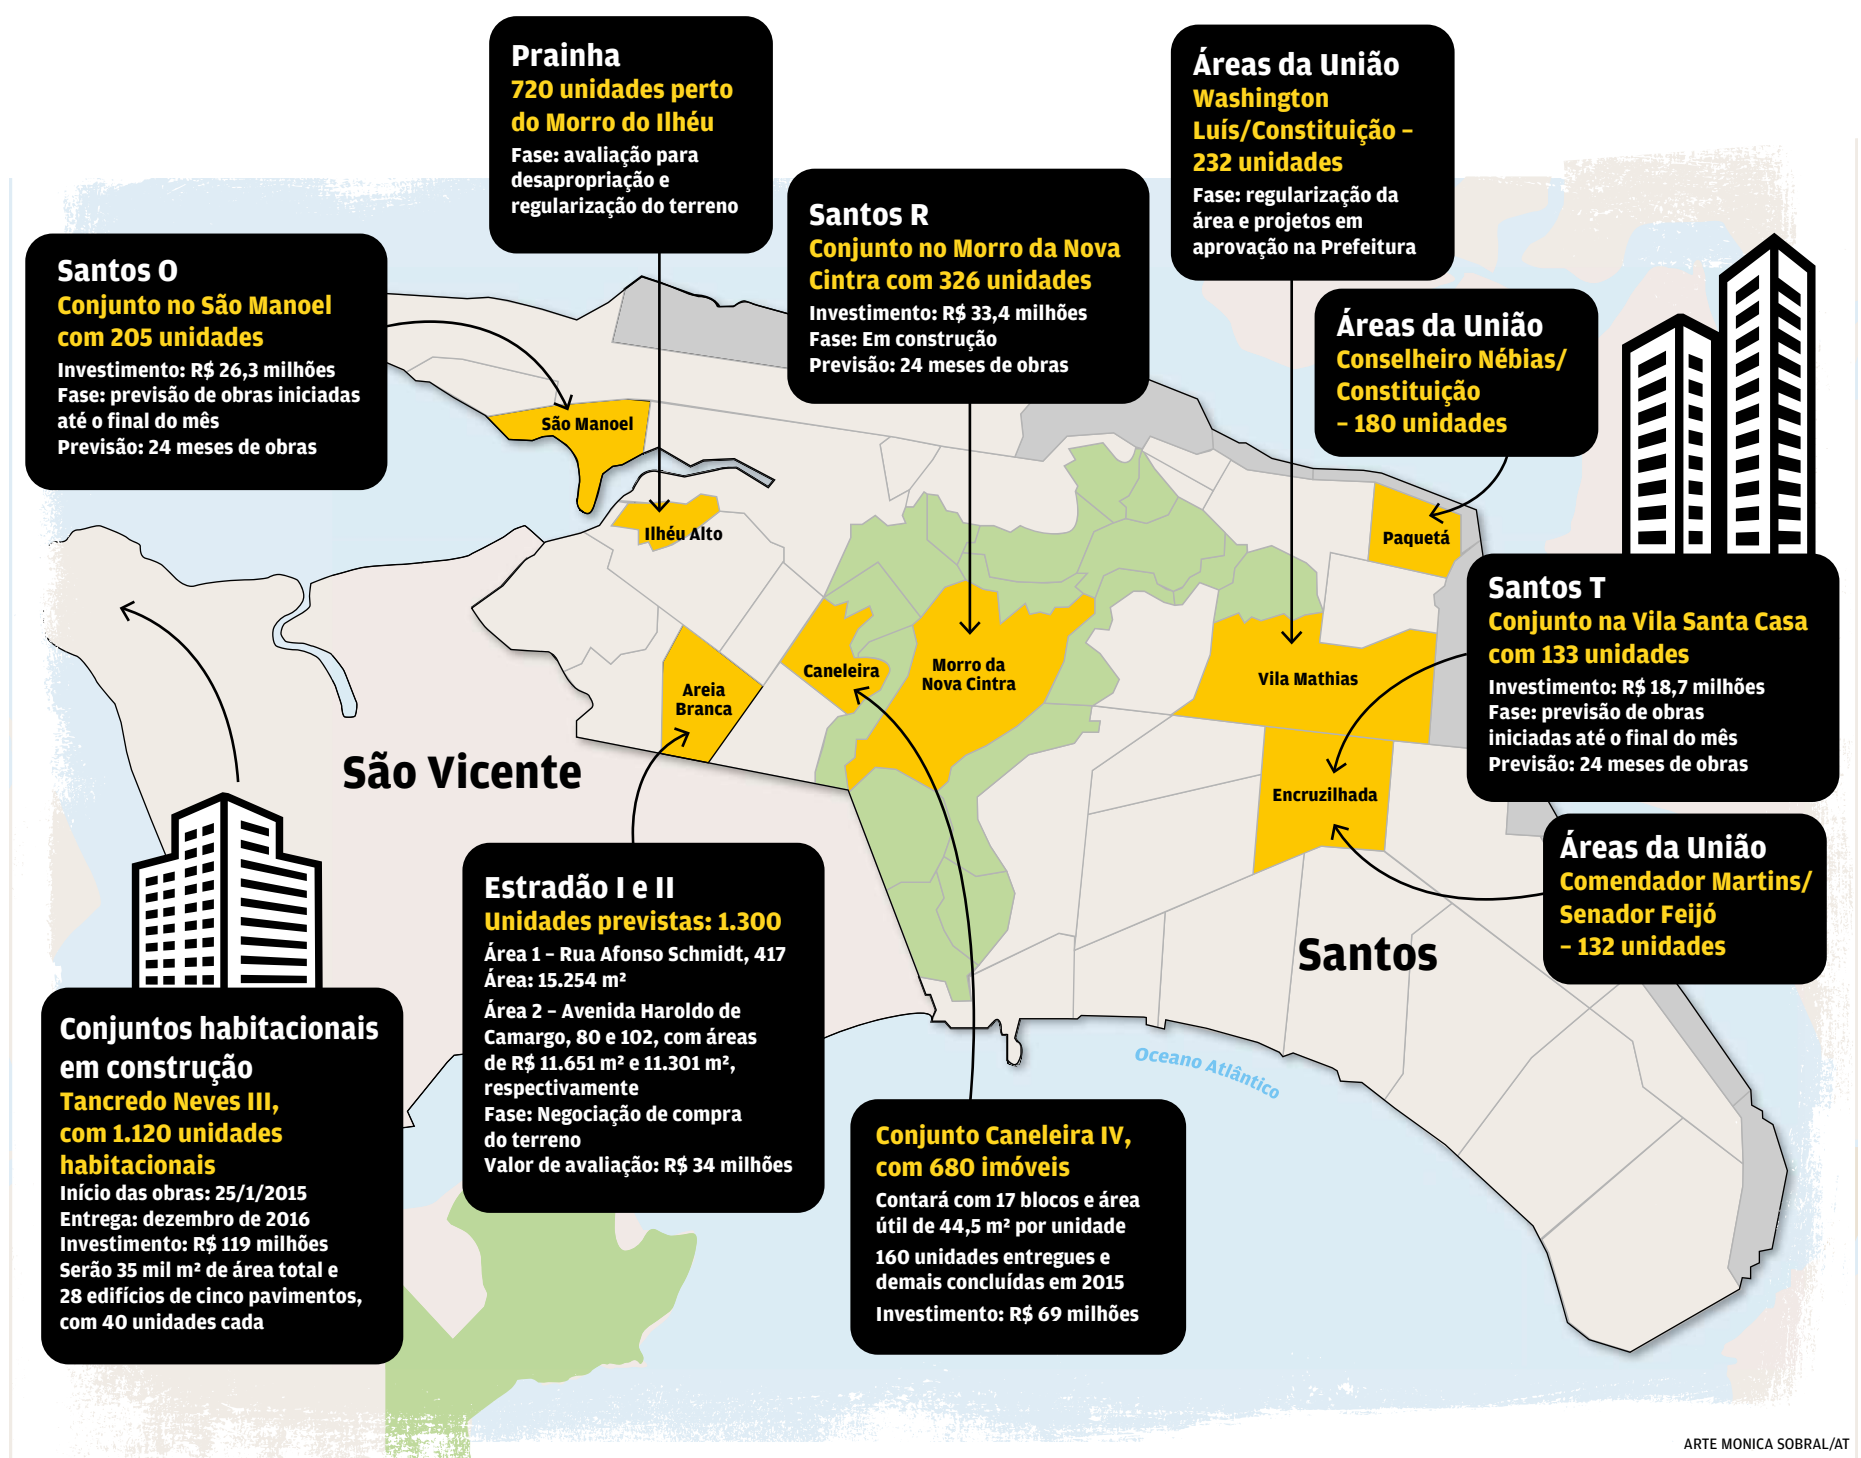 Prainha
720 unidades perto
do Morro do Ilhéu
Fase: avaliação para
desapropriação e
regularização do terreno
Áreas da União
Washington
Luís/Constituição –
232 unidades
Fase: regularização da
área e projetos em
aprovação na Prefeitura
Santos R
Conjunto no Morro da Nova
Cintra com 326 unidades
Investimento: R$ 33,4 milhões
Fase: Em construção
Previsão: 24 meses de obras
Santos O
Conjunto no São Manoel
com 205 unidades
Investimento: R$ 26,3 milhões
Fase: previsão de obras iniciadas
até o final do mês
Previsão: 24 meses de obras
Áreas da União
Conselheiro Nébias/
Constituição
– 180 unidades
São Manoel
Ilhéu Alto
Paquetá
Caneleira
Morro da
Nova Cintra
Vila Mathias
Areia
Branca
Encruzilhada
São Vicente
Santos
Santos T
Conjunto na Vila Santa Casa
com 133 unidades
Investimento: R$ 18,7 milhões
Fase: previsão de obras
iniciadas até o final do mês
Previsão: 24 meses de obras
Áreas da União
Comendador Martins/
Senador Feijó
– 132 unidades
Estradão I e II
Unidades previstas: 1.300
Área 1 – Rua Afonso Schmidt, 417
Área: 15.254 m²
Área 2 – Avenida Haroldo de
Camargo, 80 e 102, com áreas
de R$ 11.651 m² e 11.301 m²,
respectivamente
Fase: Negociação de compra
do terreno
Valor de avaliação: R$ 34 milhões
Conjuntos habitacionais
em construção
Tancredo Neves III,
com 1.120 unidades
habitacionais
Início das obras: 25/1/2015
Entrega: dezembro de 2016
Investimento: R$ 119 milhões
Serão 35 mil m² de área total e
28 edifícios de cinco pavimentos,
com 40 unidades cada
Oceano Atlântico
Conjunto Caneleira IV,
com 680 imóveis
Contará com 17 blocos e área
útil de 44,5 m² por unidade
160 unidades entregues e
demais concluídas em 2015
Investimento: R$ 69 milhões
ARTE MONICA SOBRAL/AT